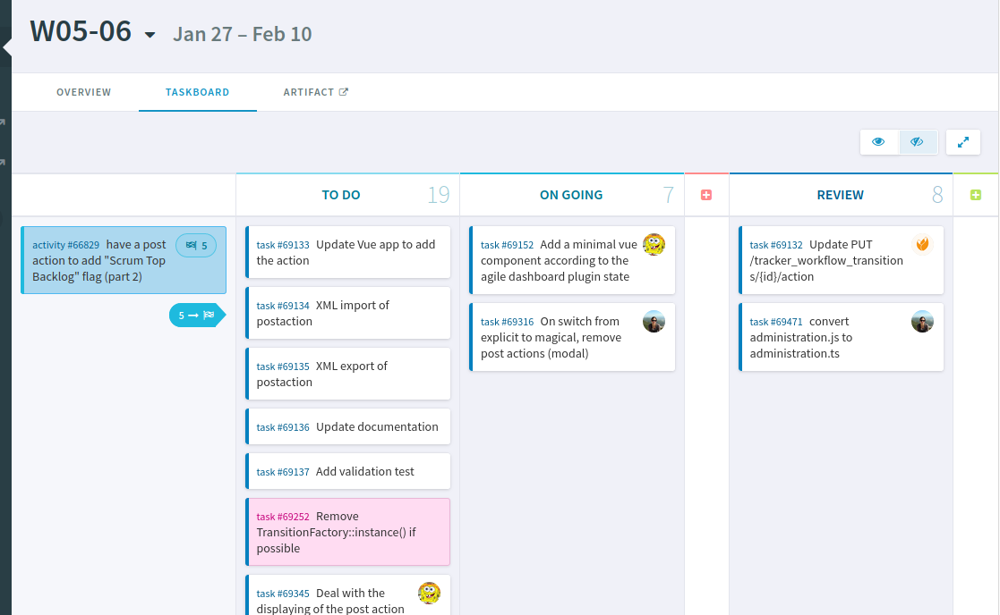 W05-06 Jan 27 – Feb 10
OVERVIEW TASKBOARD ARTIFACT
TO DO 19 ON GOING 7 REVIEW 8
activity #66829 have a post
action to add "Scrum Top
Backlog" flag (part 2)
5
5
task #69133 Update Vue app to add
the action
task #69134 XML import of
postaction
task #69135 XML export of
postaction
task #69136 Update documentation
task #69137 Add validation test
task #69252 Remove
TransitionFactory::instance() if
possible
task #69345 Deal with the
displaying of the post action
task #69152 Add a minimal vue
component according to the
agile dashboard plugin state
task #69316 On switch from
explicit to magical, remove
post actions (modal)
task #69132 Update PUT
/tracker_workflow_transition
s/{id}/action
task #69471 convert
administration.js to
administration.ts